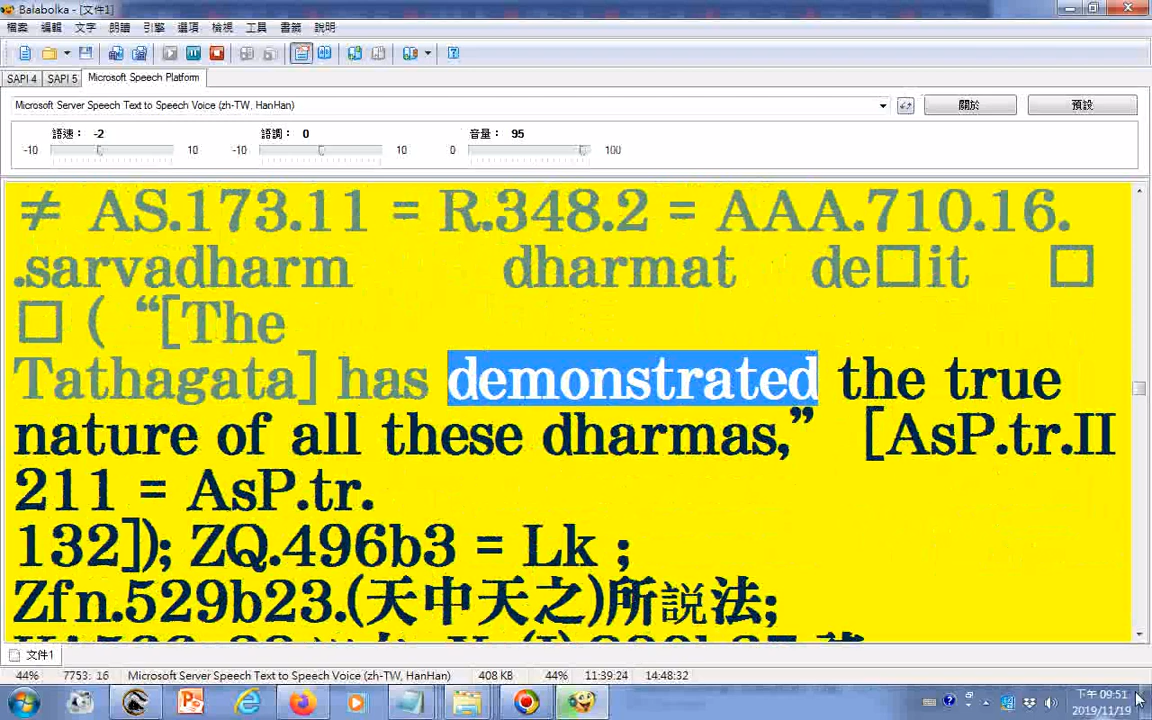 Balabolka - [文件1]
檔案 編輯 文字 朗讀 引擎 選項 檢視 工具 書籤 說明
SAPI 4 SAPI 5 Microsoft Speech Platform
Microsoft Server Speech Text to Speech Voice (zh-TW, HanHan) 關於 預設
語速： -2 語調： 0 音量： 95
-10 10 -10 10 0 100
≠ AS.173.11 = R.348.2 = AAA.710.16.
.sarvadharm dharmat de□it □
□ ( “[The
Tathagata] has demonstrated the true
nature of all these dharmas,” [AsP.tr.II
211 = AsP.tr.
132]); ZQ.496b3 = Lk ;
Zfn.529b23.(天中天之)所説法;
文件1
44% 7753: 16 Microsoft Server Speech Text to Speech Voice (zh-TW, HanHan) 408 KB 44% 11:39:24 14:48:32
下午 09:51
2019/11/19